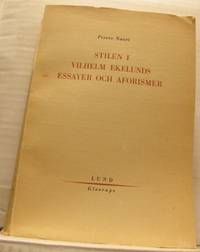 Pierre Naert
STILEN I
VILHELM EKELUNDS
ESSAYER OCH AFORISMER
LUND
Gleerups